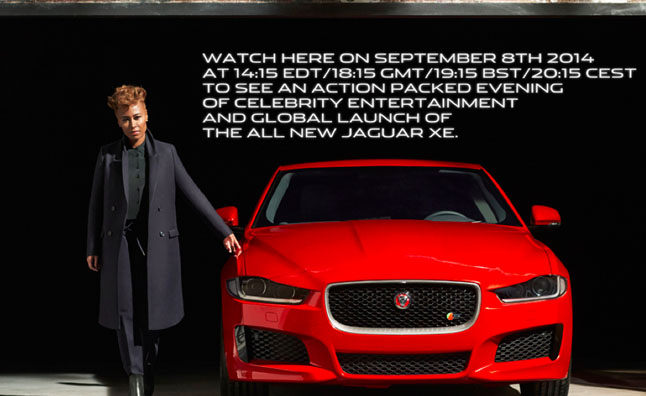 WATCH HERE ON SEPTEMBER 8TH 2014
AT 14:15 EDT/18:15 GMT/19:15 BST/20:15 CEST
TO SEE AN ACTION PACKED EVENING
OF CELEBRITY ENTERTAINMENT
AND GLOBAL LAUNCH OF
THE ALL NEW JAGUAR XE.